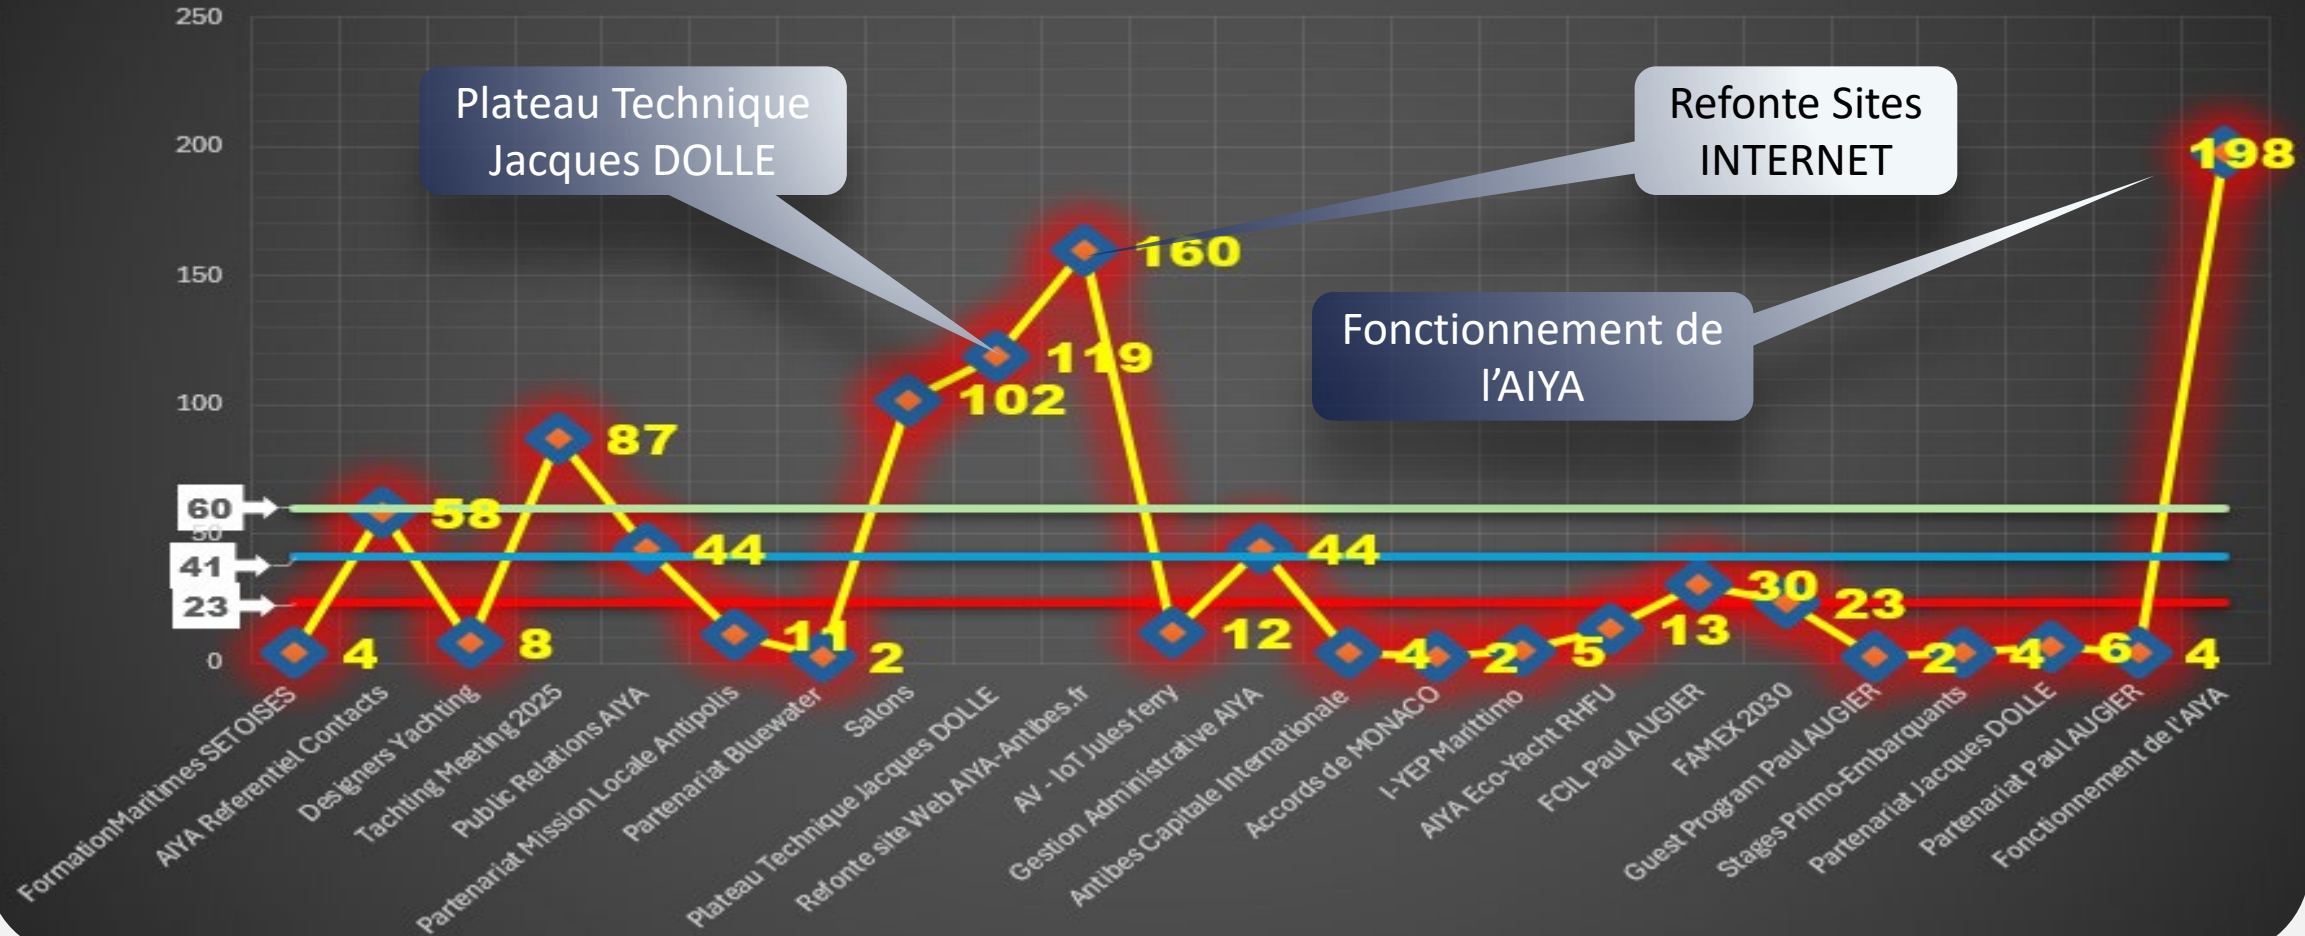 250
200
150
100
50
0
60
41
23
Plateau Technique
Jacques DOLLE
Refonte Sites
INTERNET
Fonctionnement de
l’AIYA
4
58
8
87
44
11
2
102
119
160
12
44
4
2
5
13
30
23
2
4
6
4
198
FormationMaritimes SETOISES
AIYA Referentiel Contacts
Designers Yachting
Tachting Meeting 2025
Public Relations AIYA
Partenariat Mission Locale Antipolis
Partenariat Bluewater
Salons
Plateau Technique Jacques DOLLE
Refonte site Web AIYA-Antibes.fr
AV - IoT Jules ferry
Gestion Administrative AIYA
Antibes Capitale Internationale
Accords de MONACO
I-YEP Marittimo
AIYA Eco-Yacht RHFU
FCIL Paul AUGIER
FAMEX 2030
Guest Program Paul AUGIER
Stages Primo-Embarquants
Partenariat Jacques DOLLE
Partenariat Paul AUGIER
Fonctionnement de l'AIYA